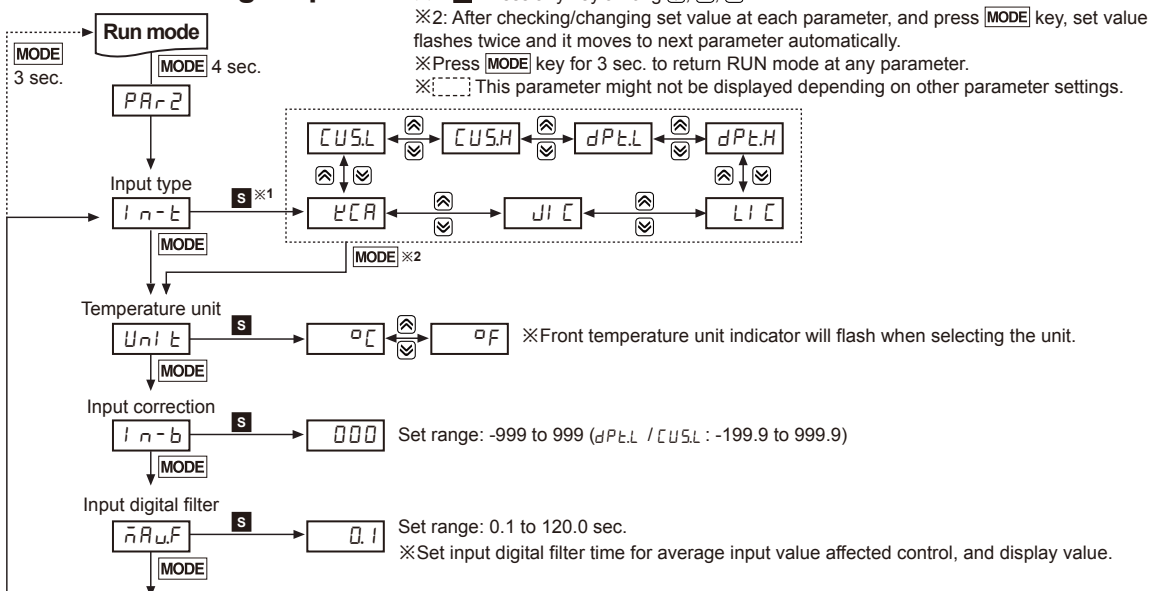 ※2: After checking/changing set value at each parameter, and press MODE key, set value
flashes twice and it moves to next parameter automatically.
※Press MODE key for 3 sec. to return RUN mode at any parameter.
※ This parameter might not be displayed depending on other parameter settings.
Run mode
MODE
3 sec.
MODE 4 sec.
PAr2
CUS.L
CUS.H
dPt.L
dPt.H
Input type
In-t
S ※1
KCA
JIC
LIC
MODE
MODE ※2
Temperature unit
UnIt
S
°C
°F
※Front temperature unit indicator will flash when selecting the unit.
MODE
Input correction
In-b
S
000
Set range: -999 to 999 (dPt.L / CUS.L : -199.9 to 999.9)
MODE
Input digital filter
MAv.F
S
0.1
Set range: 0.1 to 120.0 sec.
※Set input digital filter time for average input value affected control, and display value.
MODE